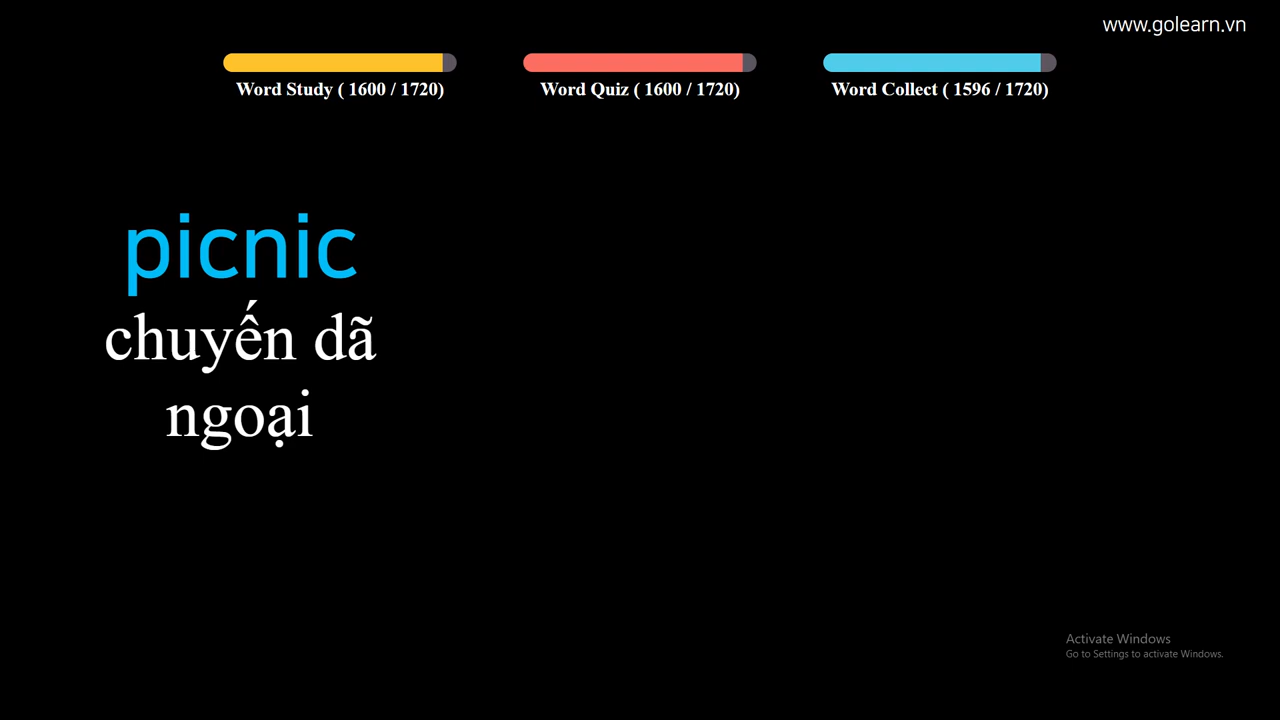 www.golearn.vn
Word Study ( 1600 / 1720)
Word Quiz ( 1600 / 1720)
Word Collect ( 1596 / 1720)
picnic
chuyến dã
ngoại
Activate Windows
Go to Settings to activate Windows.